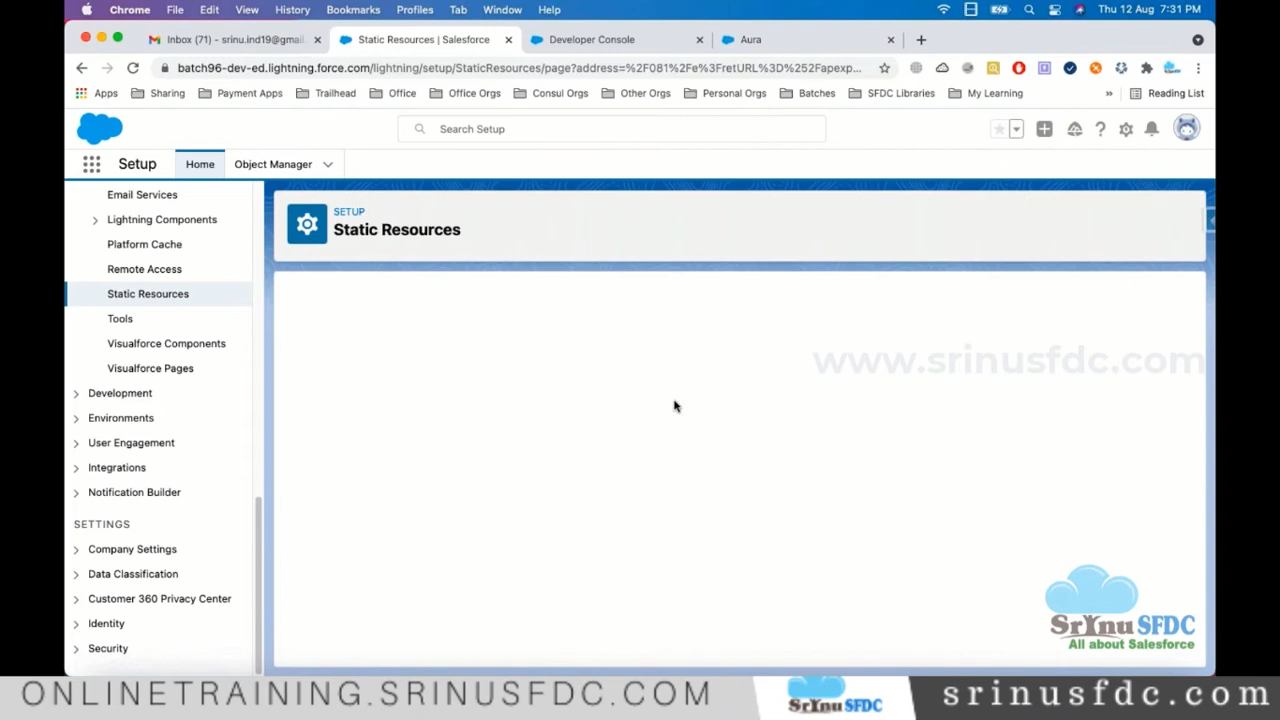 Chrome File Edit View History Bookmarks Profiles Tab Window Help Thu 12 Aug 7:31 PM
Inbox (71) - srinu.ind19@gmail. Static Resources | Salesforce Developer Console Aura
batch96-dev-ed.lightning.force.com/lightning/setup/StaticResources/page?address=%2F081%2Fe%3FretURL%3D%252Fapexp...
Apps Sharing Payment Apps Trailhead Office Office Orgs Consul Orgs Other Orgs Personal Orgs Batches SFDC Libraries My Learning » Reading List
Search Setup
Setup Home Object Manager
Email Services
Lightning Components
Platform Cache
Remote Access
Static Resources
Tools
Visualforce Components
Visualforce Pages
Development
Environments
User Engagement
Integrations
Notification Builder
SETTINGS
Company Settings
Data Classification
Customer 360 Privacy Center
Identity
Security
SETUP
Static Resources
www.srinusfdc.com
Srinu SFDC
All about Salesforce
ONLINETRAINING.SRINUSFDC.COM
Srinu SFDC
srinusfdc.com